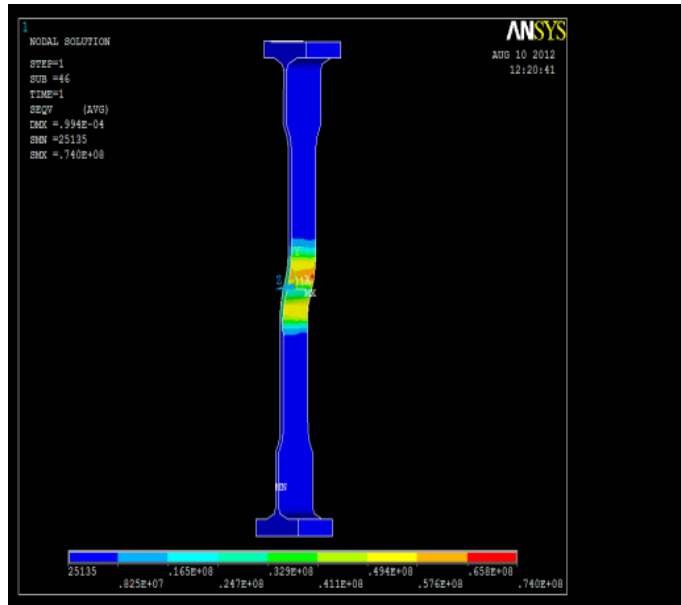 1
NODAL SOLUTION
STEP=1
SUB =46
TIME=1
SEQV (AVG)
DMX =.994E-04
SMN =25135
SMX =.740E+08
ANSYS
AUG 10 2012
12:20:41
MX
MN
25135 .165E+08 .329E+08 .494E+08 .658E+08
.825E+07 .247E+08 .411E+08 .576E+08 .740E+08